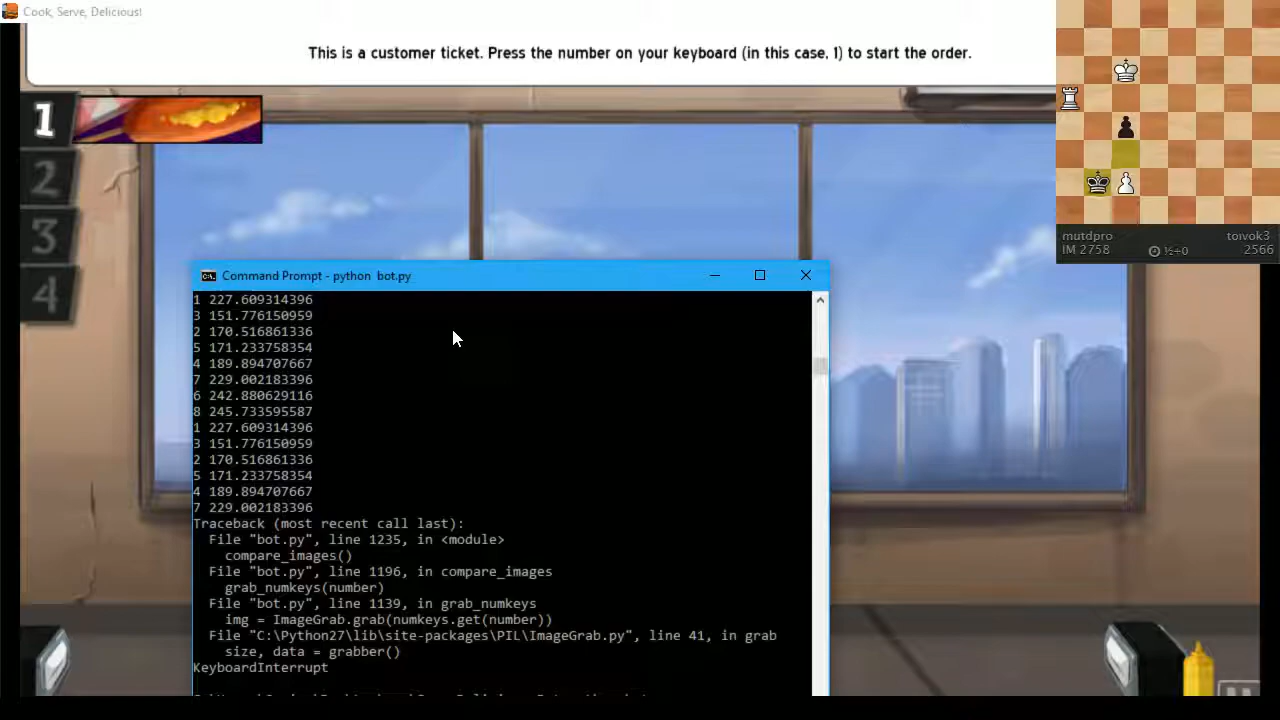 Cook, Serve, Delicious!
This is a customer ticket. Press the number on your keyboard (in this case, 1) to start the order.
1
2
3
4
mutdpro toivok3
IM 2758 ½+0 2566
Command Prompt - python bot.py
1 227.609314396
3 151.776150959
2 170.516861336
5 171.233758354
4 189.894707667
7 229.002183396
6 242.880629116
8 245.733595587
1 227.609314396
3 151.776150959
2 170.516861336
5 171.233758354
4 189.894707667
7 229.002183396
Traceback (most recent call last):
File "bot.py", line 1235, in <module>
compare_images()
File "bot.py", line 1196, in compare_images
grab_numkeys(number)
File "bot.py", line 1139, in grab_numkeys
img = ImageGrab.grab(numkeys.get(number))
File "C:\Python27\lib\site-packages\PIL\ImageGrab.py", line 41, in grab
size, data = grabber()
KeyboardInterrupt